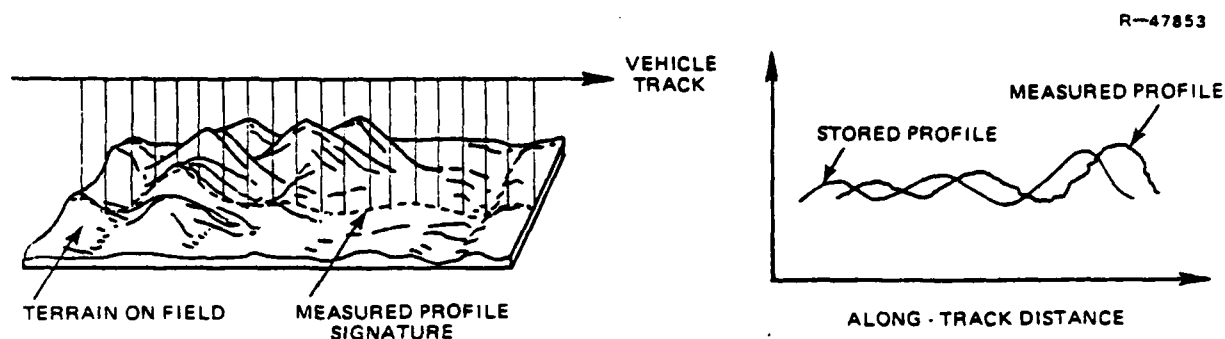 R-47853
VEHICLE
TRACK
TERRAIN ON FIELD
MEASURED PROFILE
SIGNATURE
MEASURED PROFILE
STORED PROFILE
ALONG - TRACK DISTANCE